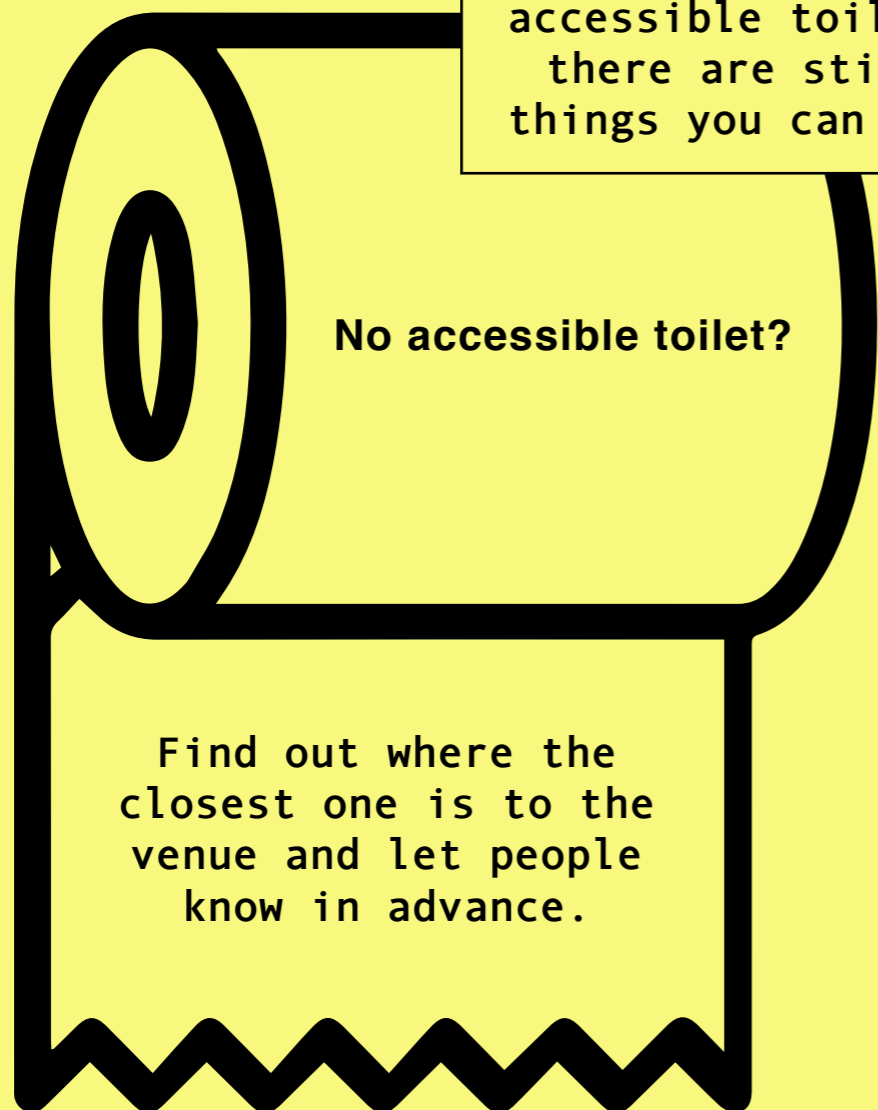 accessible
there are
things you can
No accessible toilet?
Find out where the
closest one is to the
venue and let people
know in advance.